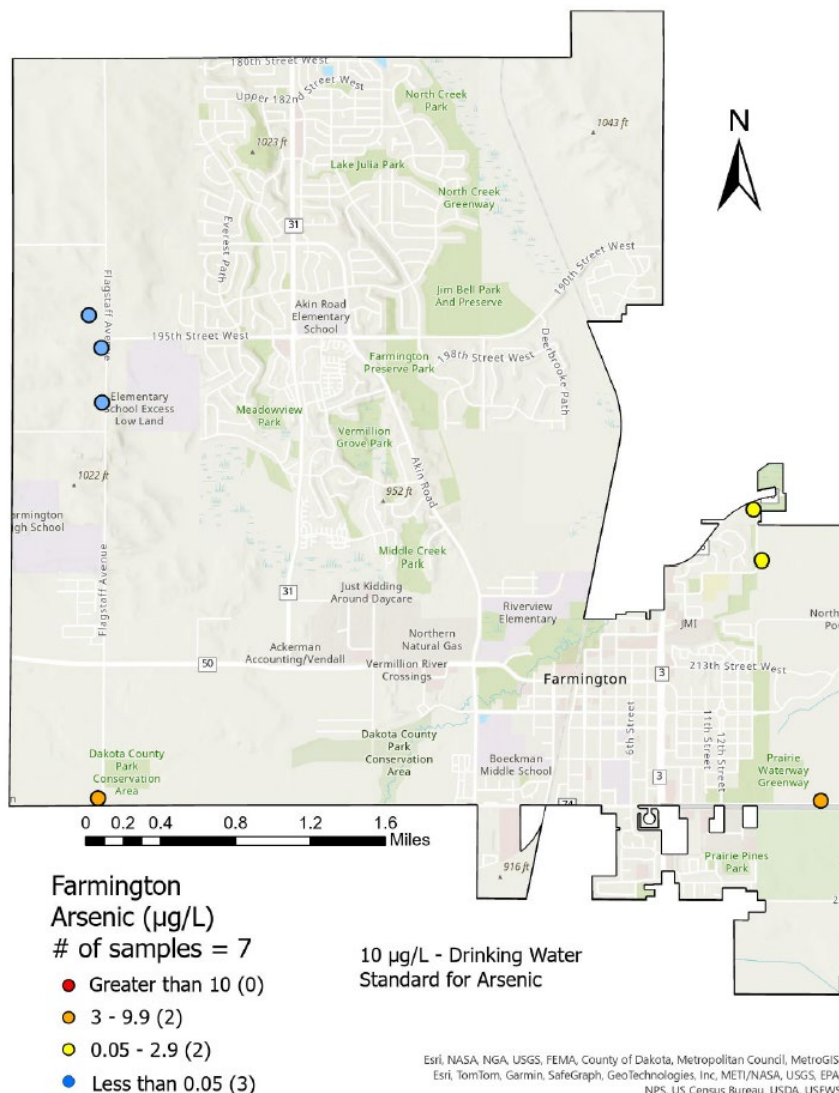 180th Street West
Upper 182nd Street West
North Creek
Park
1043 ft
N
1023 ft
Lake Julia Park
North Creek
Greenway
31
Everest Path
190th Street West
Flagstaff Avenue
Jim Bell Park
And Preserve
Akin Road
Elementary
School
195th Street West
198th Street West
Deerbrooke Path
Farmington
Preserve Park
Elementary
School Excess
Low Land
Meadowview
Park
Vermillion
Grove Park
Akin Road
1022 ft
952 ft
ormington
igh School
Middle Creek
Park
Flagstaff Avenue
31
Just Kidding
Around Daycare
Riverview
Elementary
North
Pou
JMI
Ackerman
Accounting/Vendall
Northern
Natural Gas
50
Vermillion River
Crossings
Farmington
3
213th Street West
6th Street
11th Street
12th Street
Dakota County
Park
Conservation
Area
Dakota County
Park
Conservation
Area
Boeckman
Middle School
3
Prairie
Waterway
Greenway
74
0 0.2 0.4 0.8 1.2 1.6
Miles
916 ft
Prairie Pines
Park
Farmington
Arsenic (µg/L)
# of samples = 7
Greater than 10 (0)
3 - 9.9 (2)
0.05 - 2.9 (2)
Less than 0.05 (3)
10 µg/L - Drinking Water
Standard for Arsenic
Esri, NASA, NGA, USGS, FEMA, County of Dakota, Metropolitan Council, MetroGIS
Esri, TomTom, Garmin, SafeGraph, GeoTechnologies, Inc, METI/NASA, USGS, EPA
NPS, US Census Bureau, USDA, USFWS